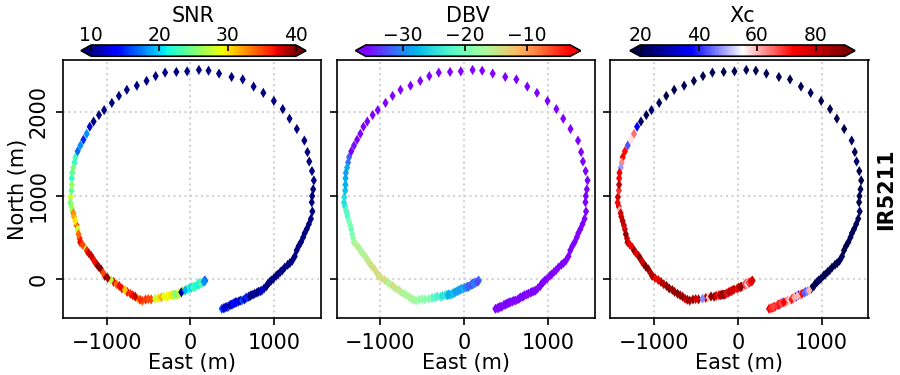 SNR DBV Xc
10 20 30 40 −30 −20 −10 20 40 60 80
North (m)
2000
1000
0
IR5211
−1000 0 1000 −1000 0 1000 −1000 0 1000
East (m) East (m) East (m)